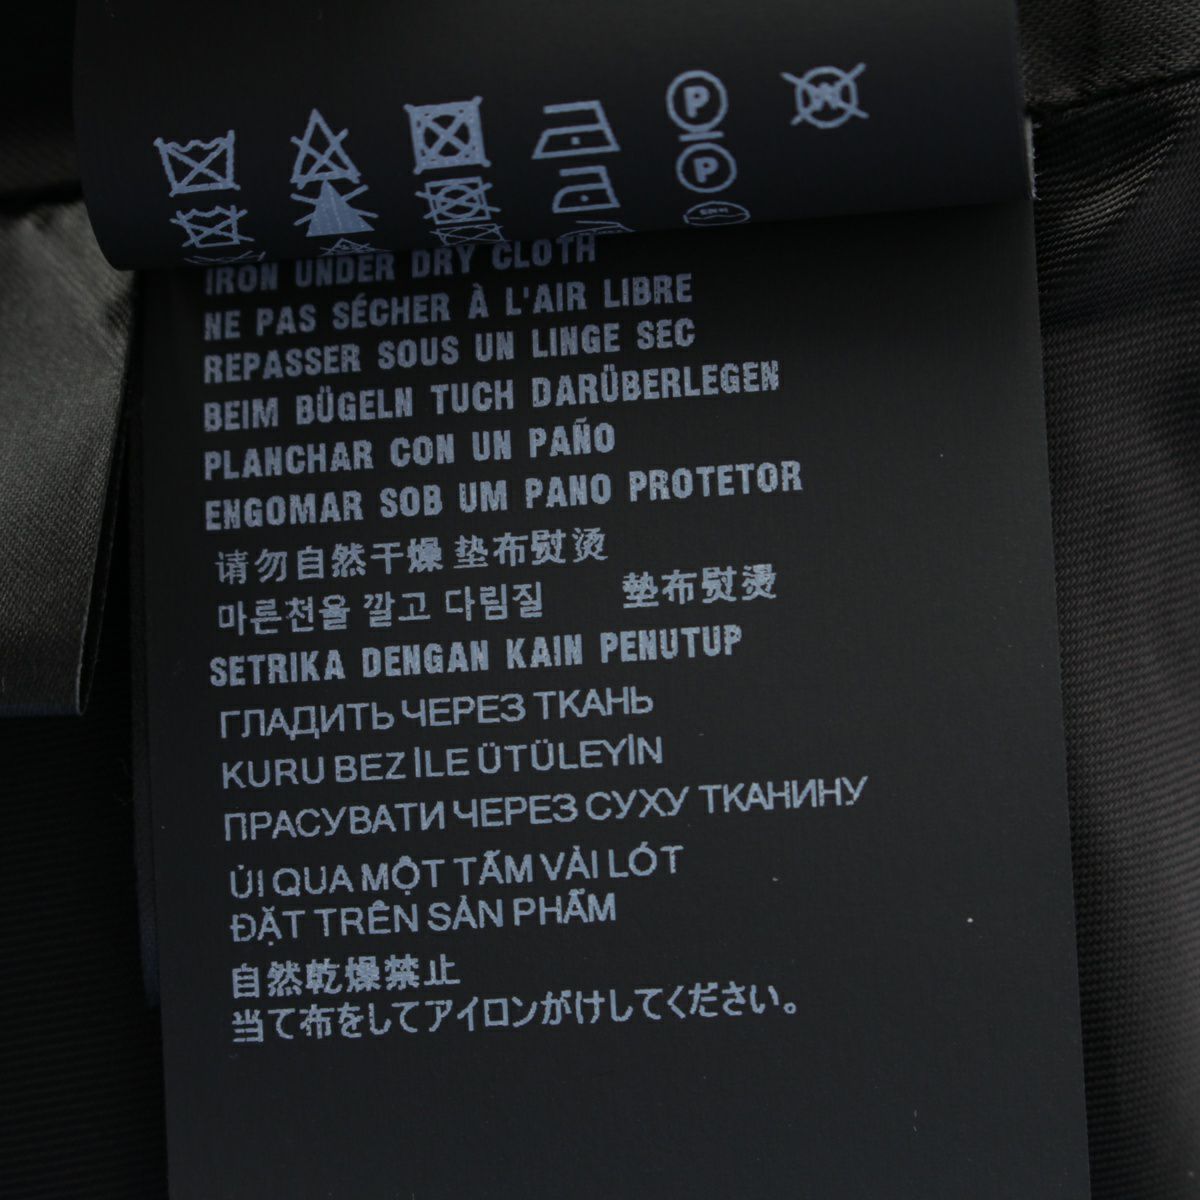 P
W
P
IRON UNDER DRY CLOTH
NE PAS SÉCHER À L'AIR LIBRE
REPASSER SOUS UN LINGE SEC
BEIM BÜGELN TUCH DARÜBERLEGEN
PLANCHAR CON UN PAÑO
ENGOMAR SOB UM PANO PROTETOR
请勿自然干燥 垫布熨烫
마른천을 깔고 다림질 墊布熨燙
SETRIKA DENGAN KAIN PENUTUP
ГЛАДИТЬ ЧЕРЕЗ ТКАНЬ
KURU BEZ İLE ÜTÜLEYİN
ПРАСУВАТИ ЧЕРЕЗ СУХУ ТКАНИНУ
ỦI QUA MỘT TẤM VẢI LÓT
ĐẶT TRÊN SẢN PHẨM
自然乾燥禁止
当て布をしてアイロンがけしてください。